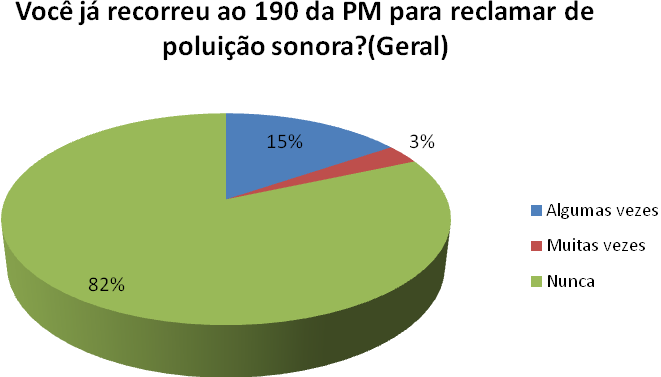 Você já recorreu ao 190 da PM para reclamar de
poluição sonora?(Geral)
15%
3%
82%
Algumas vezes
Muitas vezes
Nunca